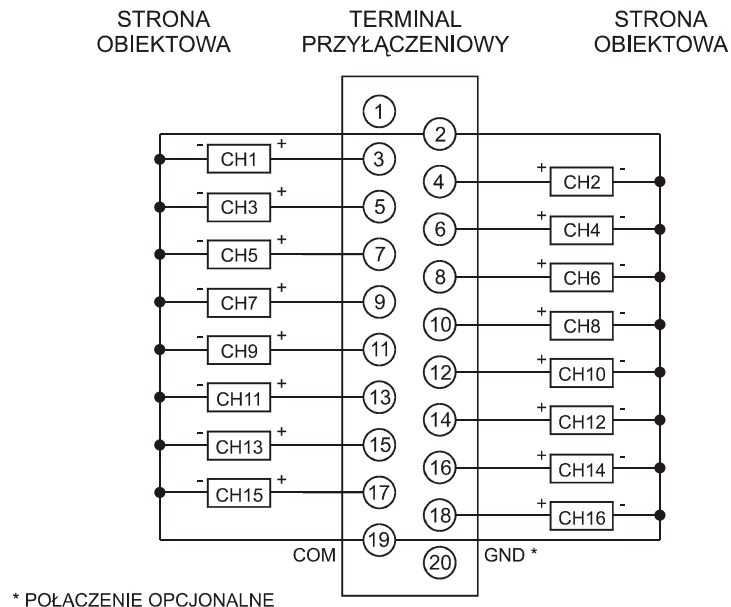 STRONA OBIEKTOWA
TERMINAL PRZYŁĄCZENIOWY
STRONA OBIEKTOWA
1
2
- CH1 + 3
4 + CH2 -
- CH3 + 5
6 + CH4 -
- CH5 + 7
8 + CH6 -
- CH7 + 9
10 + CH8 -
- CH9 + 11
12 + CH10 -
- CH11 + 13
14 + CH12 -
- CH13 + 15
16 + CH14 -
- CH15 + 17
18 + CH16 -
COM 19
20 GND *
* POŁACZENIE OPCJONALNE